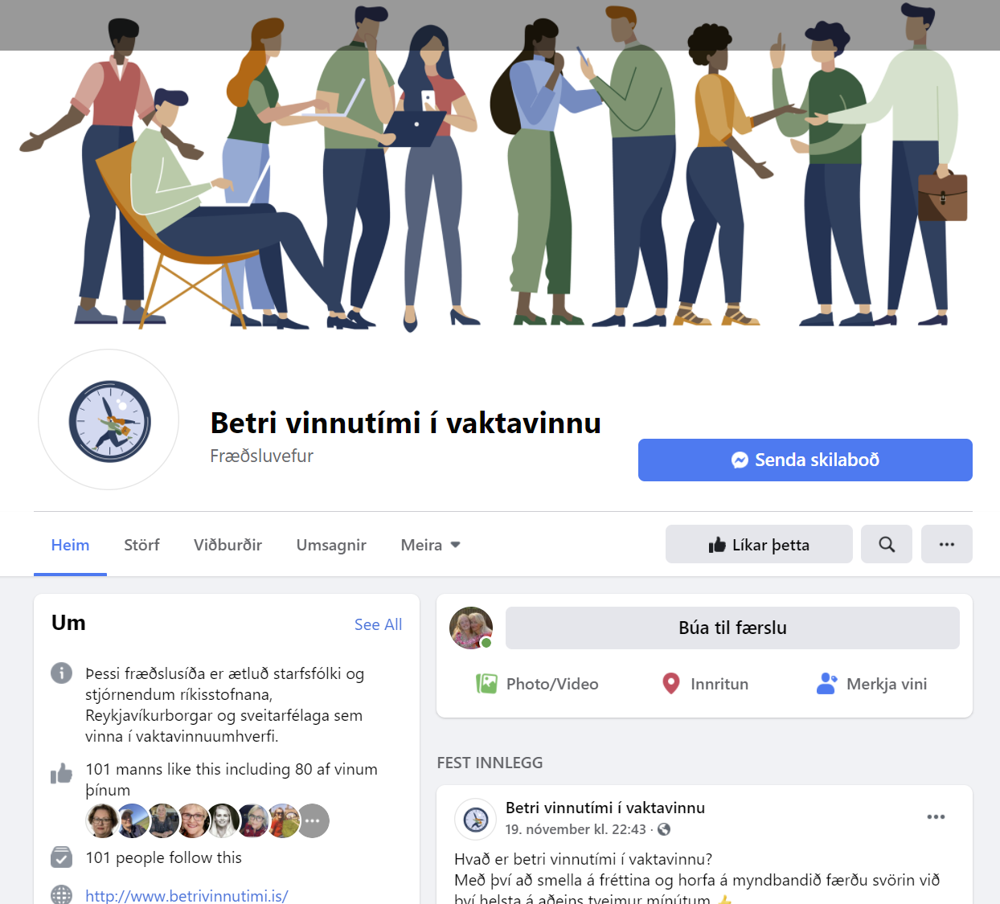 Betri vinnutími í vaktavinnu
Fræðsluvefur
Senda skilaboð
Heim
Störf
Viðburðir
Umsagnir
Meira
Líkar þetta
Um
See All
Þessi fræðslusíða er ætluð starfsfólki og
stjórnendum ríkisstofnana,
Reykjavíkurborgar og sveitarfélaga sem
vinna í vaktavinnuumhverfi.
101 manns like this including 80 af vinum
þínum
101 people follow this
http://www.betrivinnutimi.is/
Búa til færslu
Photo/Video
Innritun
Merkja vini
FEST INNLEGG
Betri vinnutími í vaktavinnu
19. nóvember kl. 22:43 ·
Hvað er betri vinnutími í vaktavinnu?
Með því að smella á fréttina og horfa á myndbandið færðu svörin við
því helsta á aðeins tveimur mínútum 👍